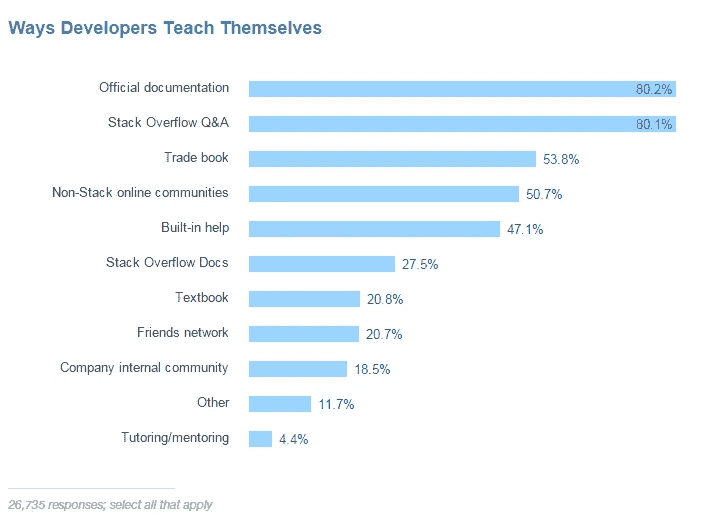 Ways Developers Teach Themselves
Official documentation 80.2%
Stack Overflow Q&A 80.1%
Trade book 53.8%
Non-Stack online communities 50.7%
Built-in help 47.1%
Stack Overflow Docs 27.5%
Textbook 20.8%
Friends network 20.7%
Company internal community 18.5%
Other 11.7%
Tutoring/mentoring 4.4%
26,735 responses; select all that apply